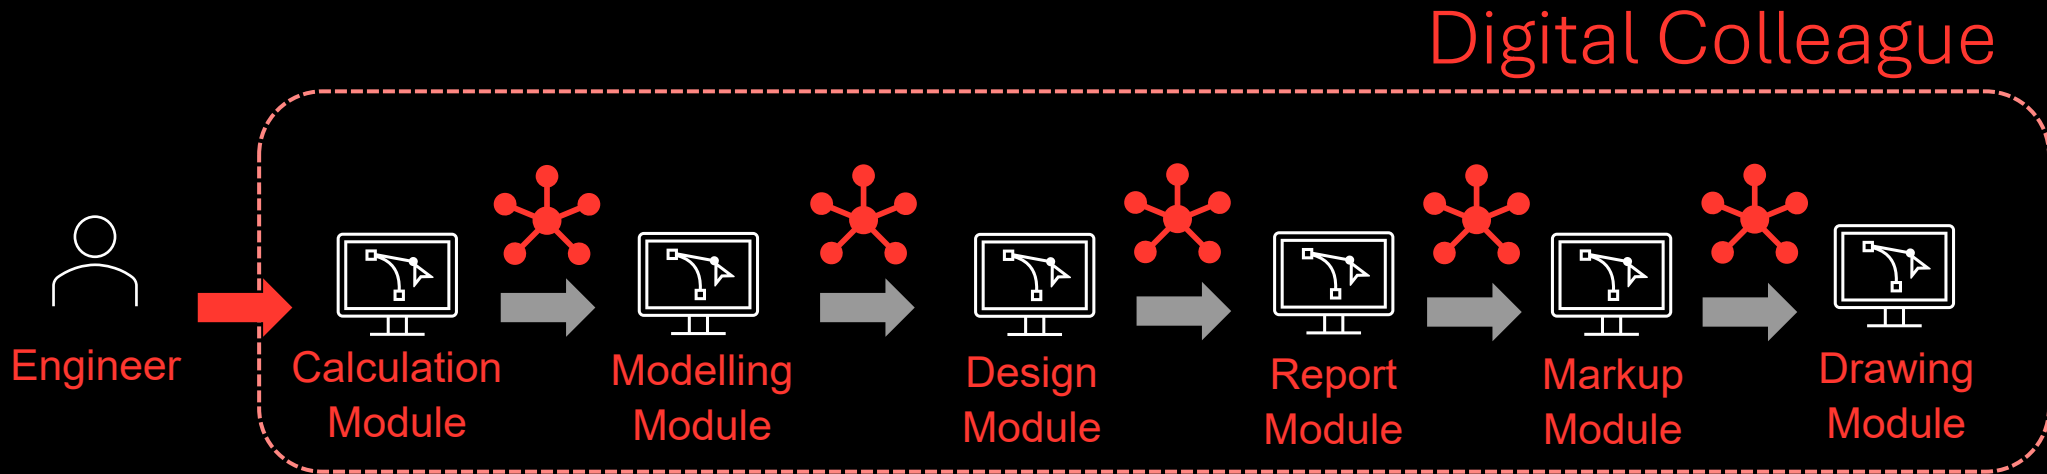 Digital Colleague
Engineer
Calculation
Module
Modelling
Module
Design
Module
Report
Module
Markup
Module
Drawing
Module